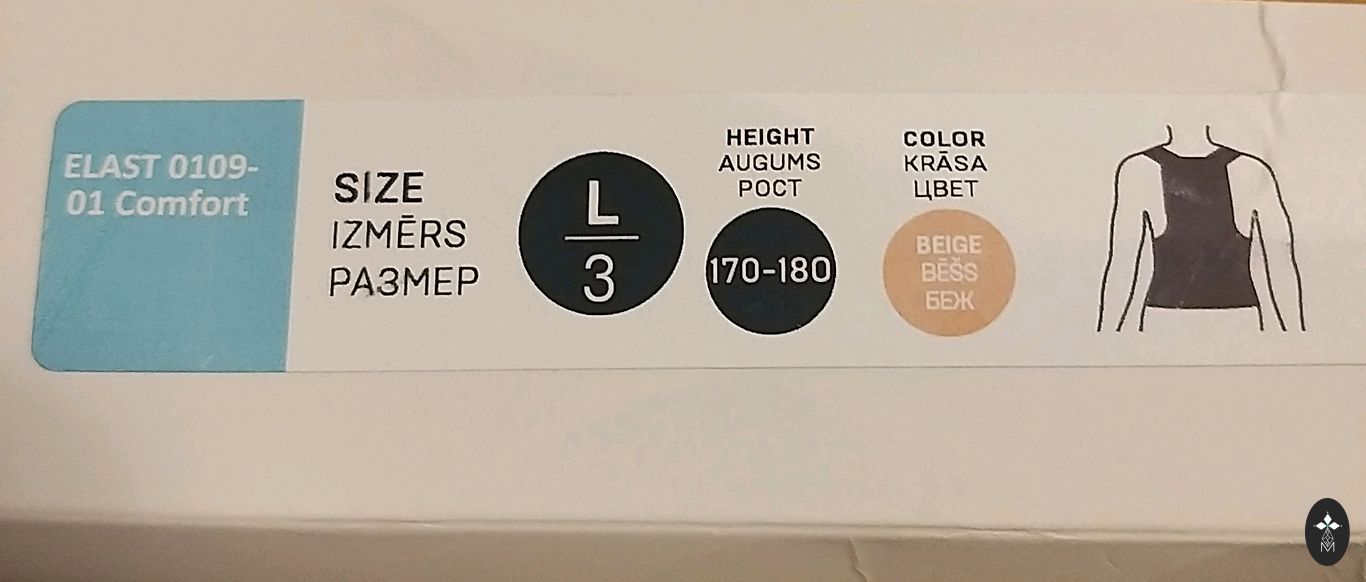 ELAST 0109-
01 Comfort
SIZE
IZMĒRS
РАЗМЕР
L
3
HEIGHT
AUGUMS
РОСТ
170-180
COLOR
KRĀSA
ЦВЕТ
BEIGE
BĒŠS
БЕЖ
M